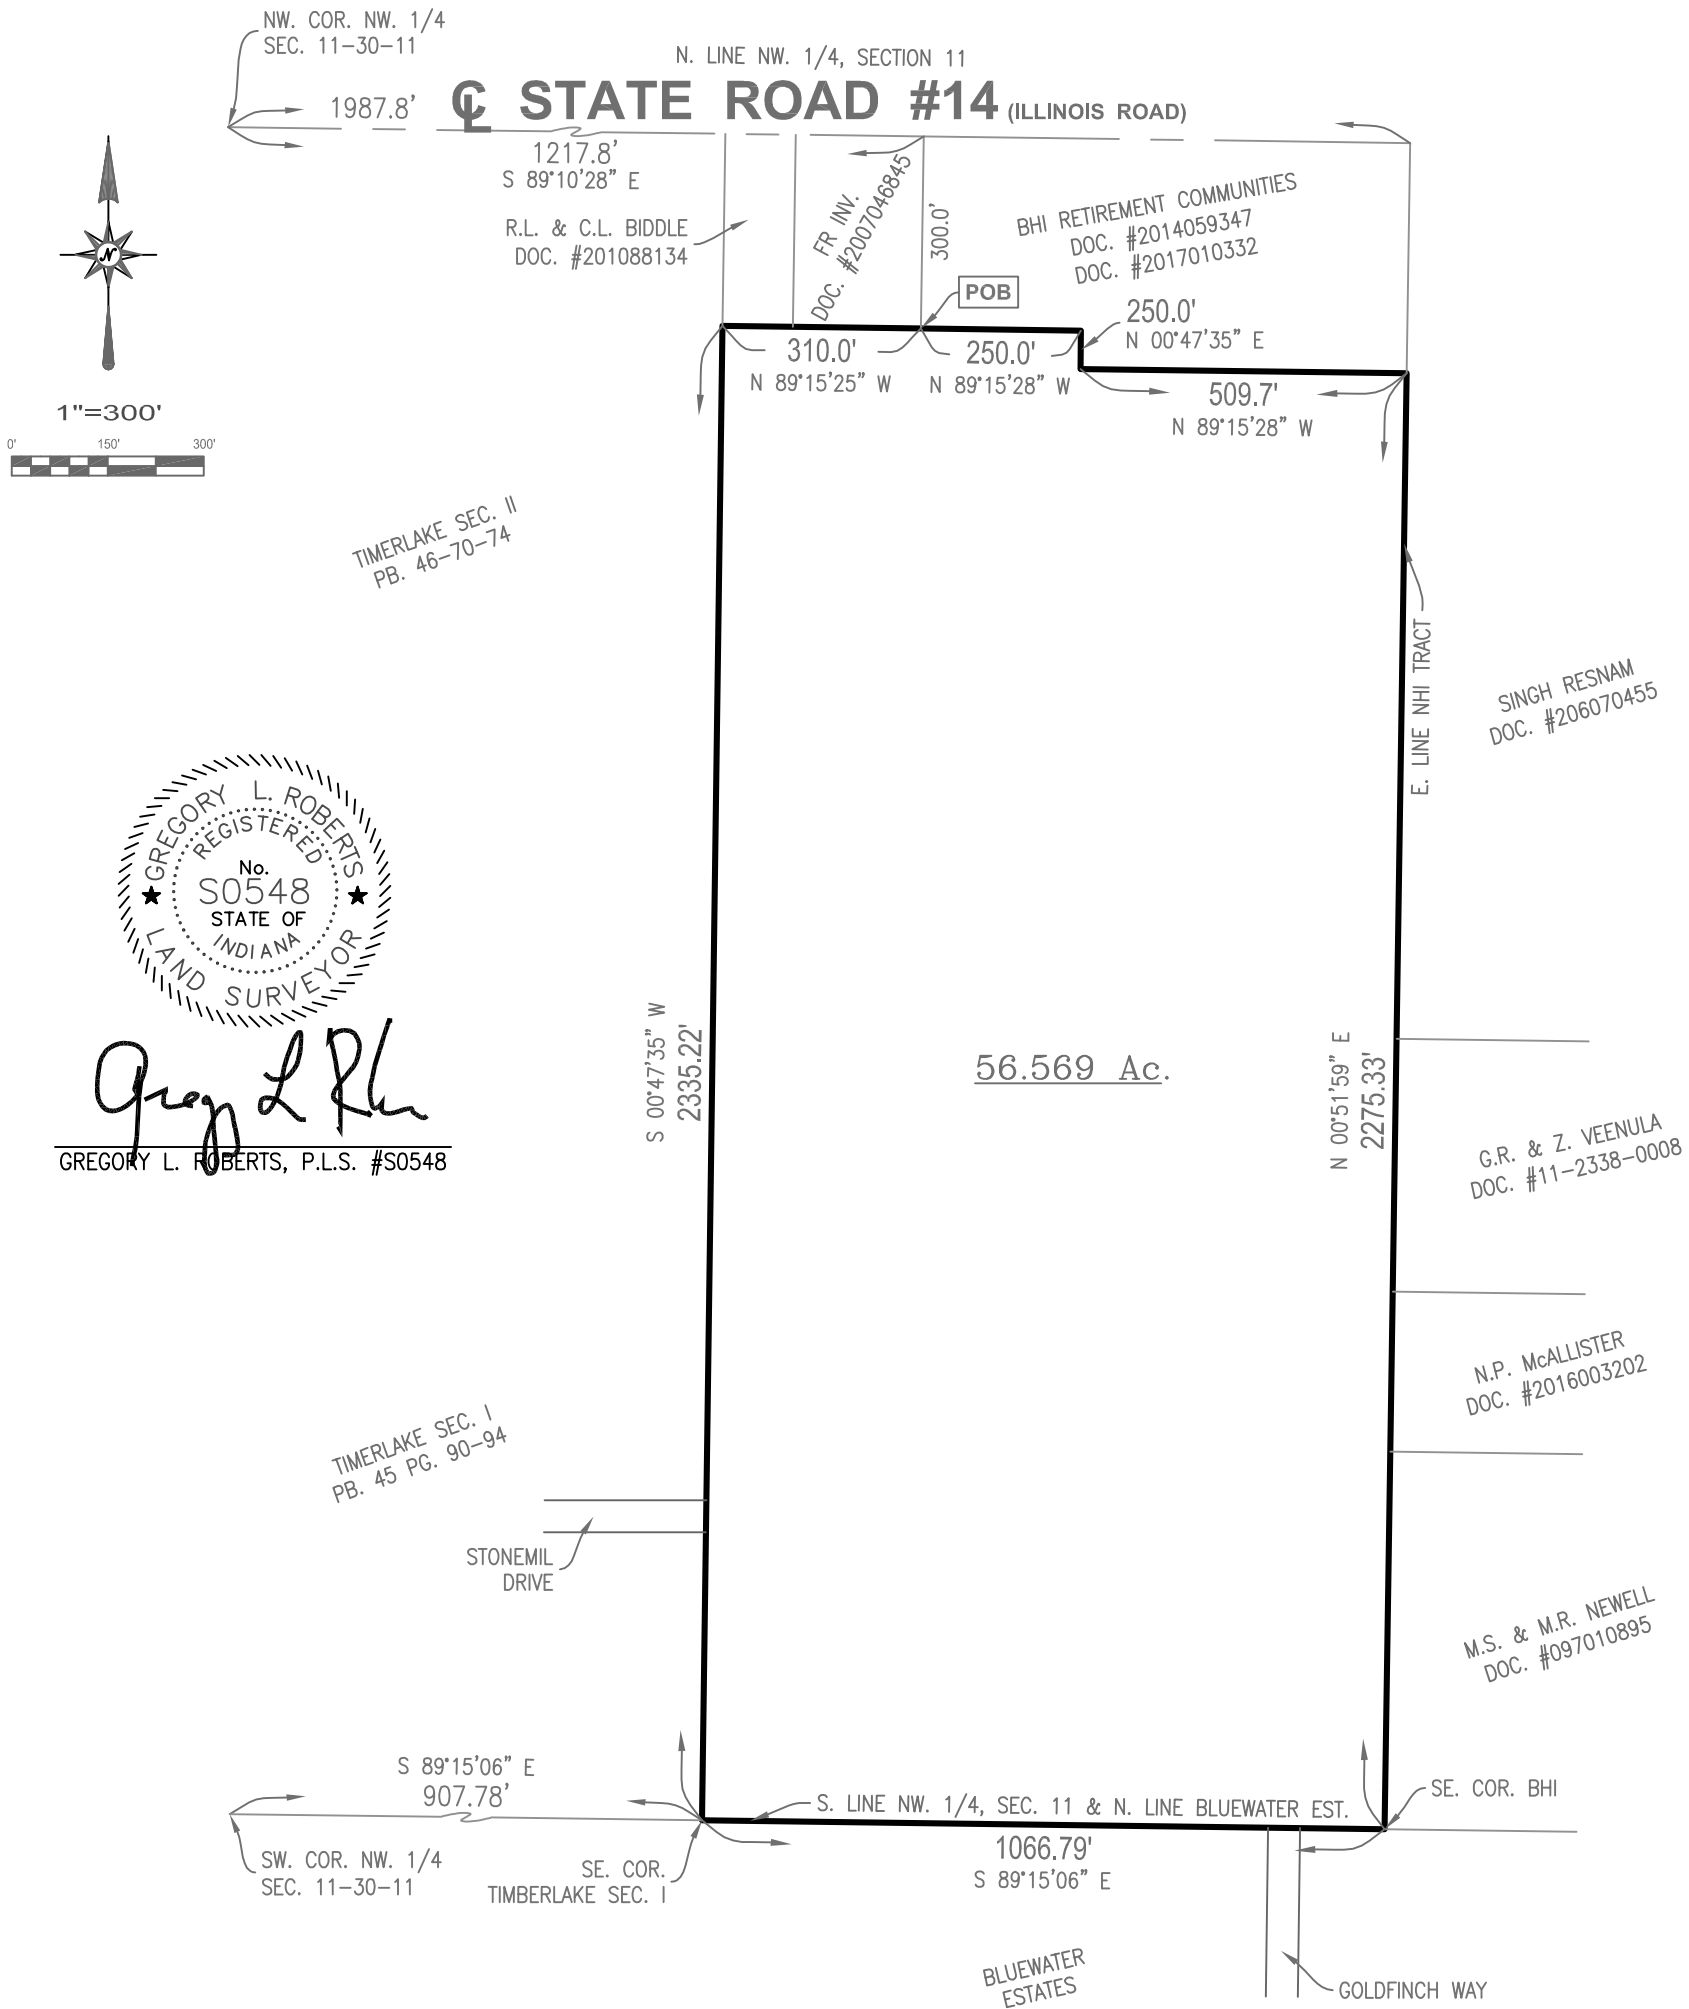 NW. COR. NW. 1/4
SEC. 11-30-11
N. LINE NW. 1/4, SECTION 11
1987.8'
℄ STATE ROAD #14 (ILLINOIS ROAD)
1217.8'
S 89°10'28" E
R.L. & C.L. BIDDLE
DOC. #201088134
FR INV.
DOC. #2007046845
300.0'
BHI RETIREMENT COMMUNITIES
DOC. #2014059347
DOC. #2017010332
POB
250.0'
N 00°47'35" E
310.0'
N 89°15'25" W
250.0'
N 89°15'28" W
509.7'
N 89°15'28" W
N
1"=300'
0' 150' 300'
TIMERLAKE SEC. II
PB. 46-70-74
E. LINE NHI TRACT
SINGH RESNAM
DOC. #206070455
GREGORY L. ROBERTS
REGISTERED
No.
S0548
STATE OF
INDIANA
LAND SURVEYOR
Gregy L Rbs
GREGORY L. ROBERTS, P.L.S. #S0548
S 00°47'35" W
2335.22'
56.569 Ac.
N 00°51'59" E
2275.33'
G.R. & Z. VEENULA
DOC. #11-2338-0008
N.P. McALLISTER
DOC. #2016003202
TIMERLAKE SEC. I
PB. 45 PG. 90-94
STONEMIL
DRIVE
M.S. & M.R. NEWELL
DOC. #097010895
S 89°15'06" E
907.78'
S. LINE NW. 1/4, SEC. 11 & N. LINE BLUEWATER EST.
SE. COR. BHI
1066.79'
S 89°15'06" E
SW. COR. NW. 1/4
SEC. 11-30-11
SE. COR.
TIMBERLAKE SEC. I
BLUEWATER
ESTATES
GOLDFINCH WAY